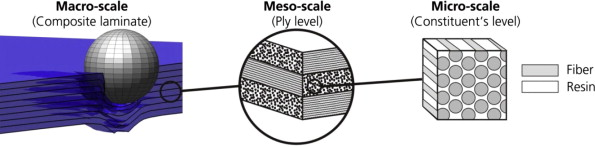 Macro-scale
(Composite laminate)
Meso-scale
(Ply level)
Micro-scale
(Constituent's level)
Fiber
Resin